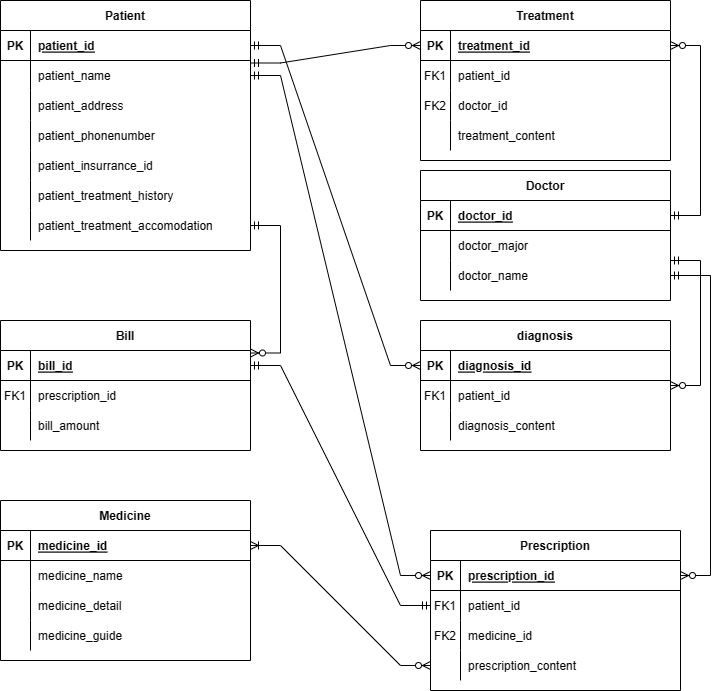 Patient
PK patient_id
patient_name
patient_address
patient_phonenumber
patient_insurrance_id
patient_treatment_history
patient_treatment_accomodation
Treatment
PK treatment_id
FK1 patient_id
FK2 doctor_id
treatment_content
Doctor
PK doctor_id
doctor_major
doctor_name
Bill
PK bill_id
FK1 prescription_id
bill_amount
diagnosis
PK diagnosis_id
FK1 patient_id
diagnosis_content
Medicine
PK medicine_id
medicine_name
medicine_detail
medicine_guide
Prescription
PK prescription_id
FK1 patient_id
FK2 medicine_id
prescription_content